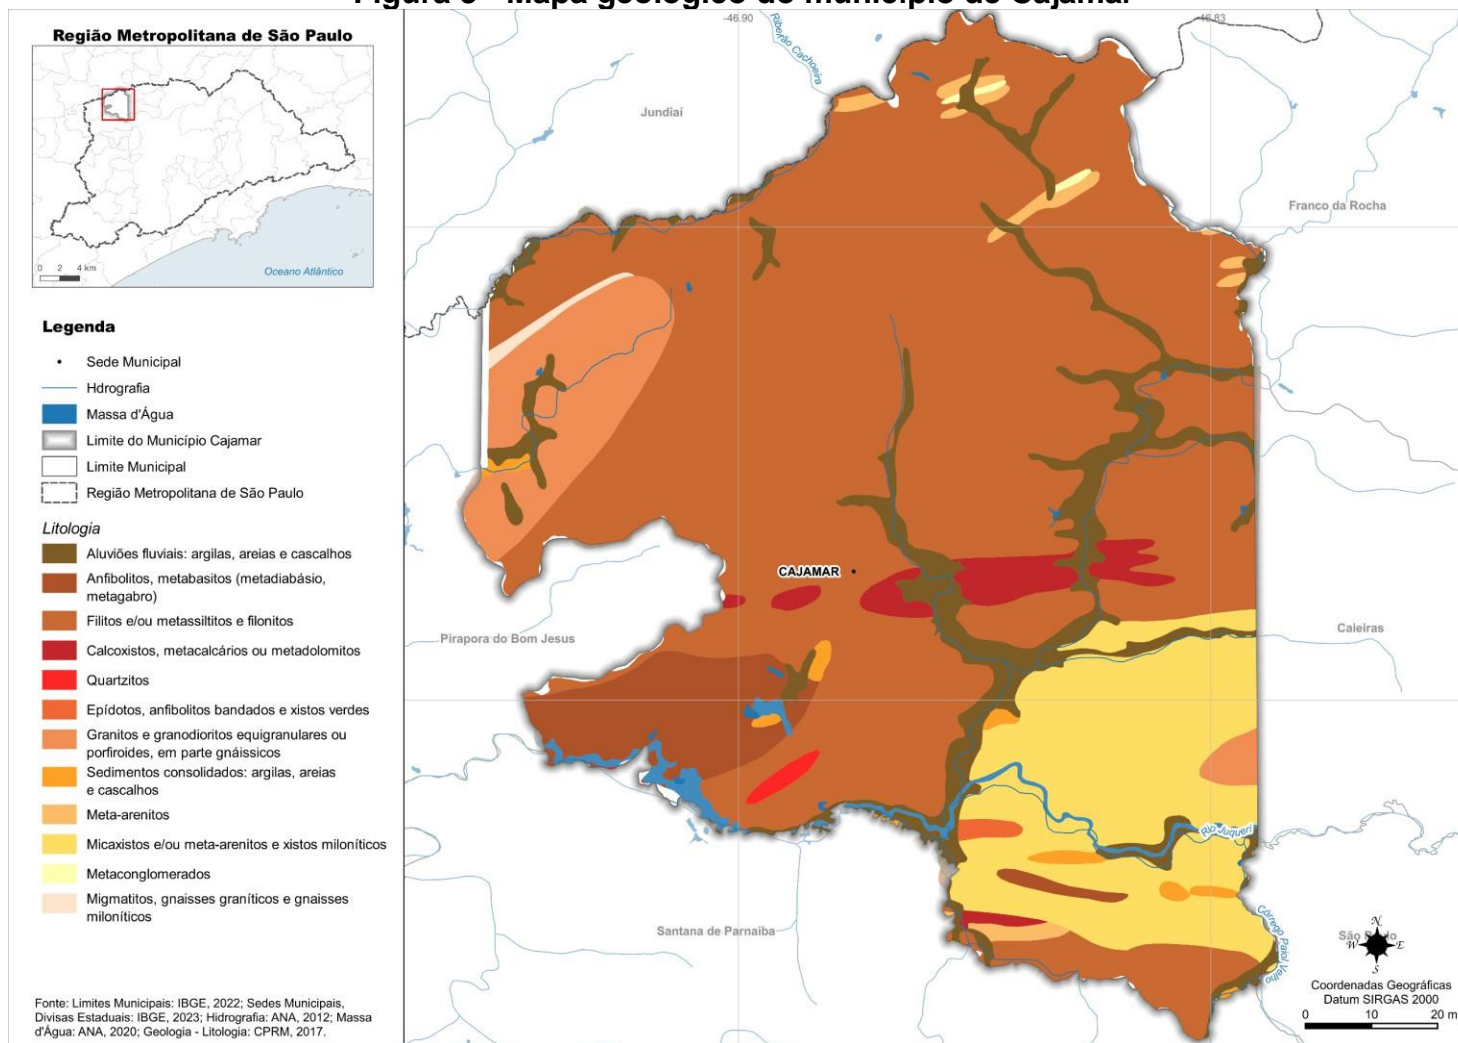 Figura 3 - Mapa geológico do município de Cajamar
Região Metropolitana de São Paulo
0 2 4 km
Oceano Atlântico
Legenda
Sede Municipal
Hdrografia
Massa d'Água
Limite do Município Cajamar
Limite Municipal
Região Metropolitana de São Paulo
Litologia
Aluviões fluviais: argilas, areias e cascalhos
Anfibolitos, metabasitos (metadiabásio,
metagabro)
Filitos e/ou metassiltitos e filonitos
Calcoxistos, metacalcários ou metadolomitos
Quartzitos
Epídotos, anfibolitos bandados e xistos verdes
Granitos e granodioritos equigranulares ou
porfiroides, em parte gnáissicos
Sedimentos consolidados: argilas, areias
e cascalhos
Meta-arenitos
Micaxistos e/ou meta-arenitos e xistos miloníticos
Metaconglomerados
Migmatitos, gnaisses graníticos e gnaisses
miloníticos
Fonte: Limites Municipais: IBGE, 2022; Sedes Municipais,
Divisas Estaduais: IBGE, 2023; Hidrografia: ANA, 2012; Massa
d'Água: ANA, 2020; Geologia - Litologia: CPRM, 2017.
-46.90
-46.83
Ribeirão Cachoeira
Jundiaí
Franco da Rocha
CAJAMAR
Pirapora do Bom Jesus
Caieiras
Rio Juqueri
Santana de Parnaíba
Córrego Paiol Velho
São Paulo
N
W E
S
Coordenadas Geográficas
Datum SIRGAS 2000
0 10 20 m